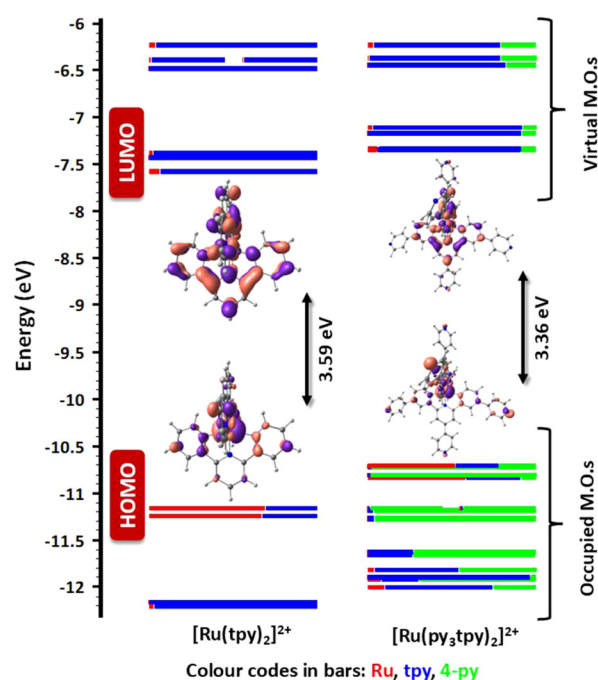 -6
-6.5
-7
-7.5
-8
-8.5
-9
-9.5
-10
-10.5
-11
-11.5
-12
Energy (eV)
LUMO
HOMO
3.59 eV
3.36 eV
Virtual M.O.s
Occupied M.O.s
[Ru(tpy)₂]²⁺
[Ru(py₃tpy)₂]²⁺
Colour codes in bars: Ru, tpy, 4-py